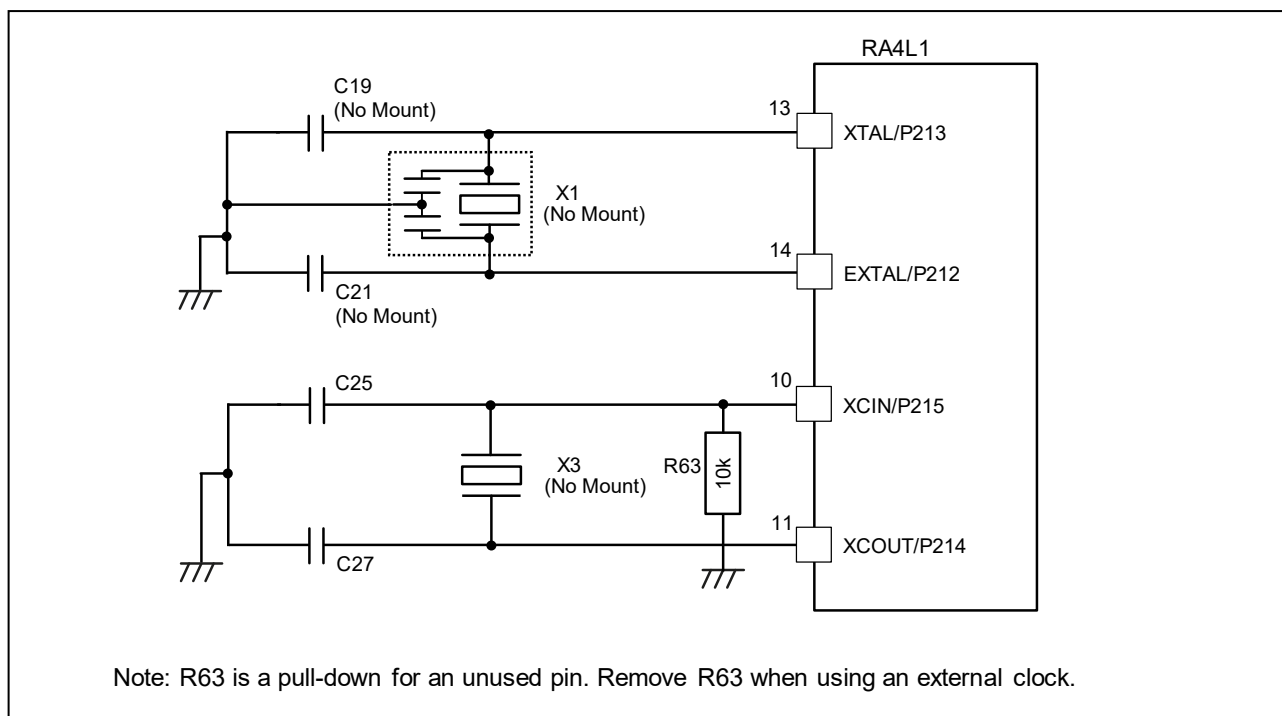 RA4L1
C19
(No Mount)
13
XTAL/P213
X1
(No Mount)
14
EXTAL/P212
C21
(No Mount)
C25
10
XCIN/P215
X3
(No Mount)
R63
10k
11
XCOUT/P214
C27
Note: R63 is a pull-down for an unused pin. Remove R63 when using an external clock.